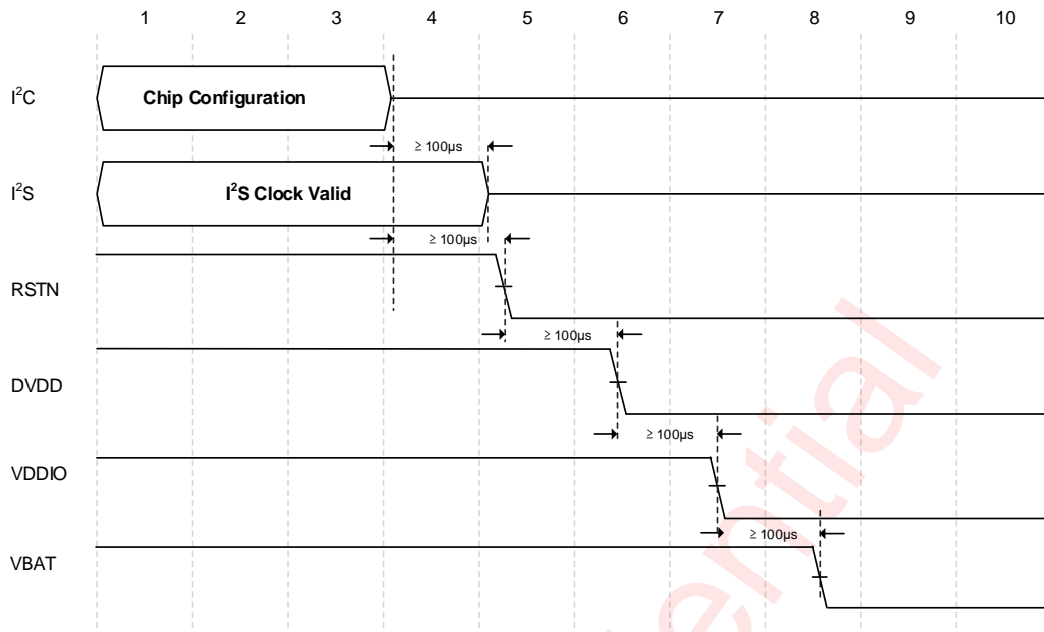 1 2 3 4 5 6 7 8 9 10
I²C Chip Configuration
≥ 100μs
I²S I²S Clock Valid
≥ 100μs
RSTN
≥ 100μs
DVDD
≥ 100μs
VDDIO
≥ 100μs
VBAT
ential